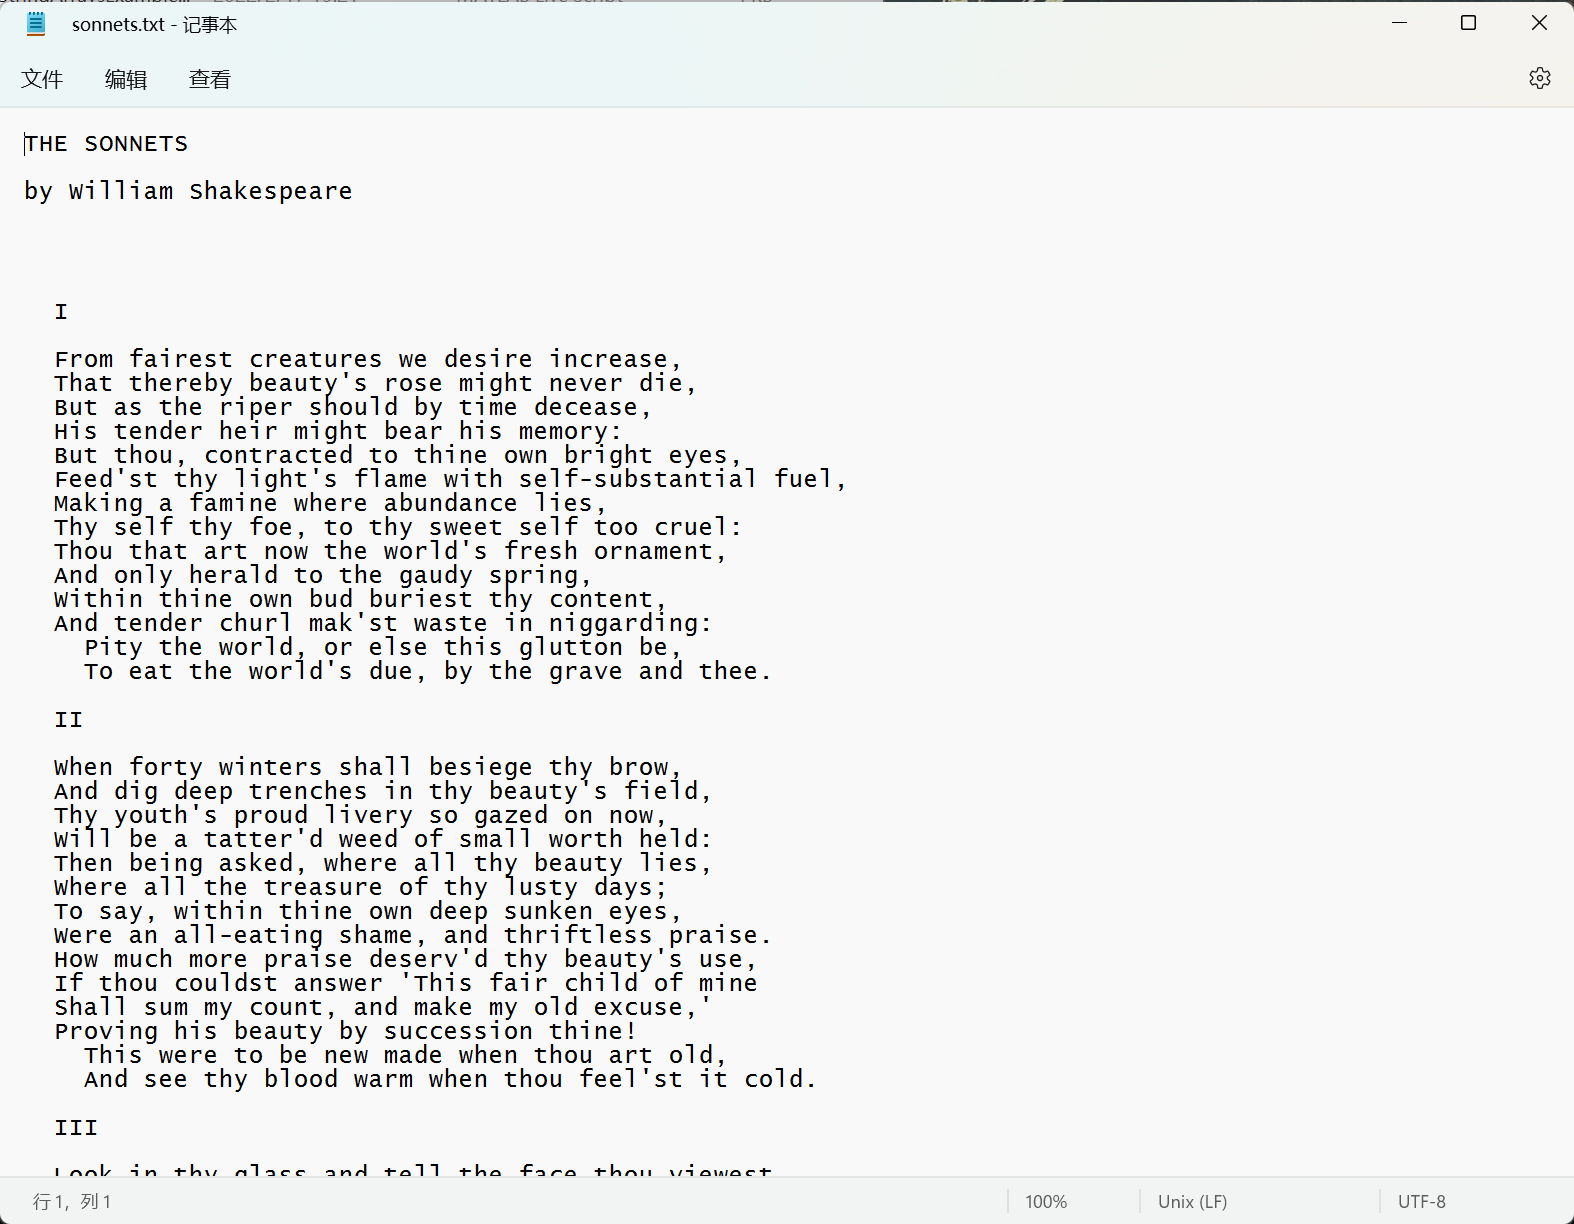 sonnets.txt - 记事本
文件 编辑 查看
THE SONNETS
by William Shakespeare
I
From fairest creatures we desire increase,
That thereby beauty's rose might never die,
But as the riper should by time decease,
His tender heir might bear his memory:
But thou, contracted to thine own bright eyes,
Feed'st thy light's flame with self-substantial fuel,
Making a famine where abundance lies,
Thy self thy foe, to thy sweet self too cruel:
Thou that art now the world's fresh ornament,
And only herald to the gaudy spring,
Within thine own bud buriest thy content,
And tender churl mak'st waste in niggarding:
Pity the world, or else this glutton be,
To eat the world's due, by the grave and thee.
II
When forty winters shall besiege thy brow,
And dig deep trenches in thy beauty's field,
Thy youth's proud livery so gazed on now,
Will be a tatter'd weed of small worth held:
Then being asked, where all thy beauty lies,
Where all the treasure of thy lusty days;
To say, within thine own deep sunken eyes,
Were an all-eating shame, and thriftless praise.
How much more praise deserv'd thy beauty's use,
If thou couldst answer 'This fair child of mine
Shall sum my count, and make my old excuse,'
Proving his beauty by succession thine!
This were to be new made when thou art old,
And see thy blood warm when thou feel'st it cold.
III
Look in thy glass and tell the face thou viewest
行 1，列 1 100% Unix (LF) UTF-8